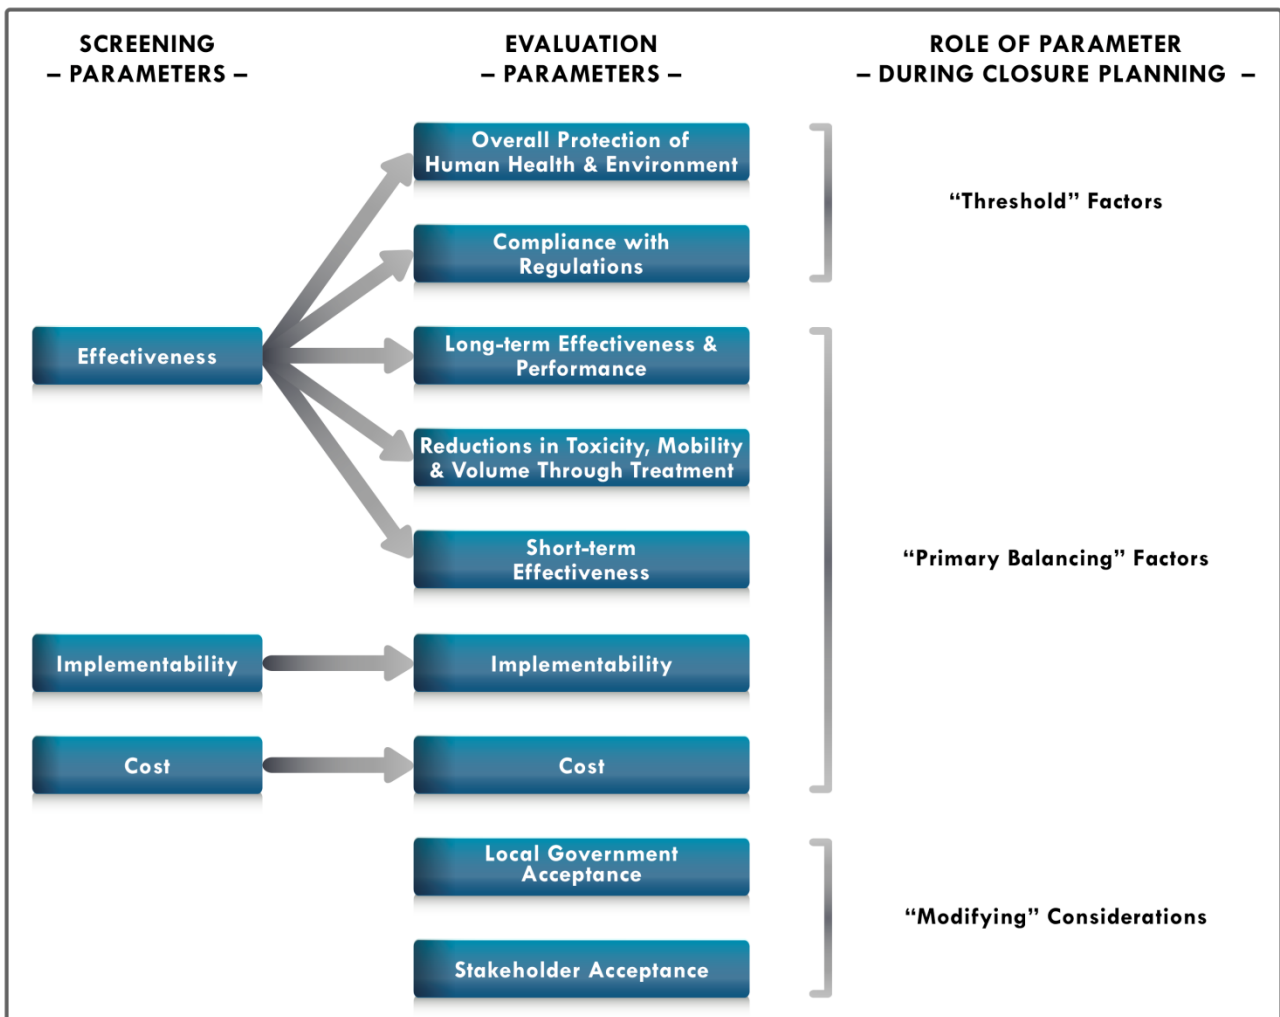 SCREENING
– PARAMETERS –
EVALUATION
– PARAMETERS –
ROLE OF PARAMETER
– DURING CLOSURE PLANNING –
Overall Protection of
Human Health & Environment
Compliance with
Regulations
“Threshold” Factors
Effectiveness
Long-term Effectiveness &
Performance
Reductions in Toxicity, Mobility
& Volume Through Treatment
Short-term
Effectiveness
“Primary Balancing” Factors
Implementability
Implementability
Cost
Cost
Local Government
Acceptance
Stakeholder Acceptance
“Modifying” Considerations